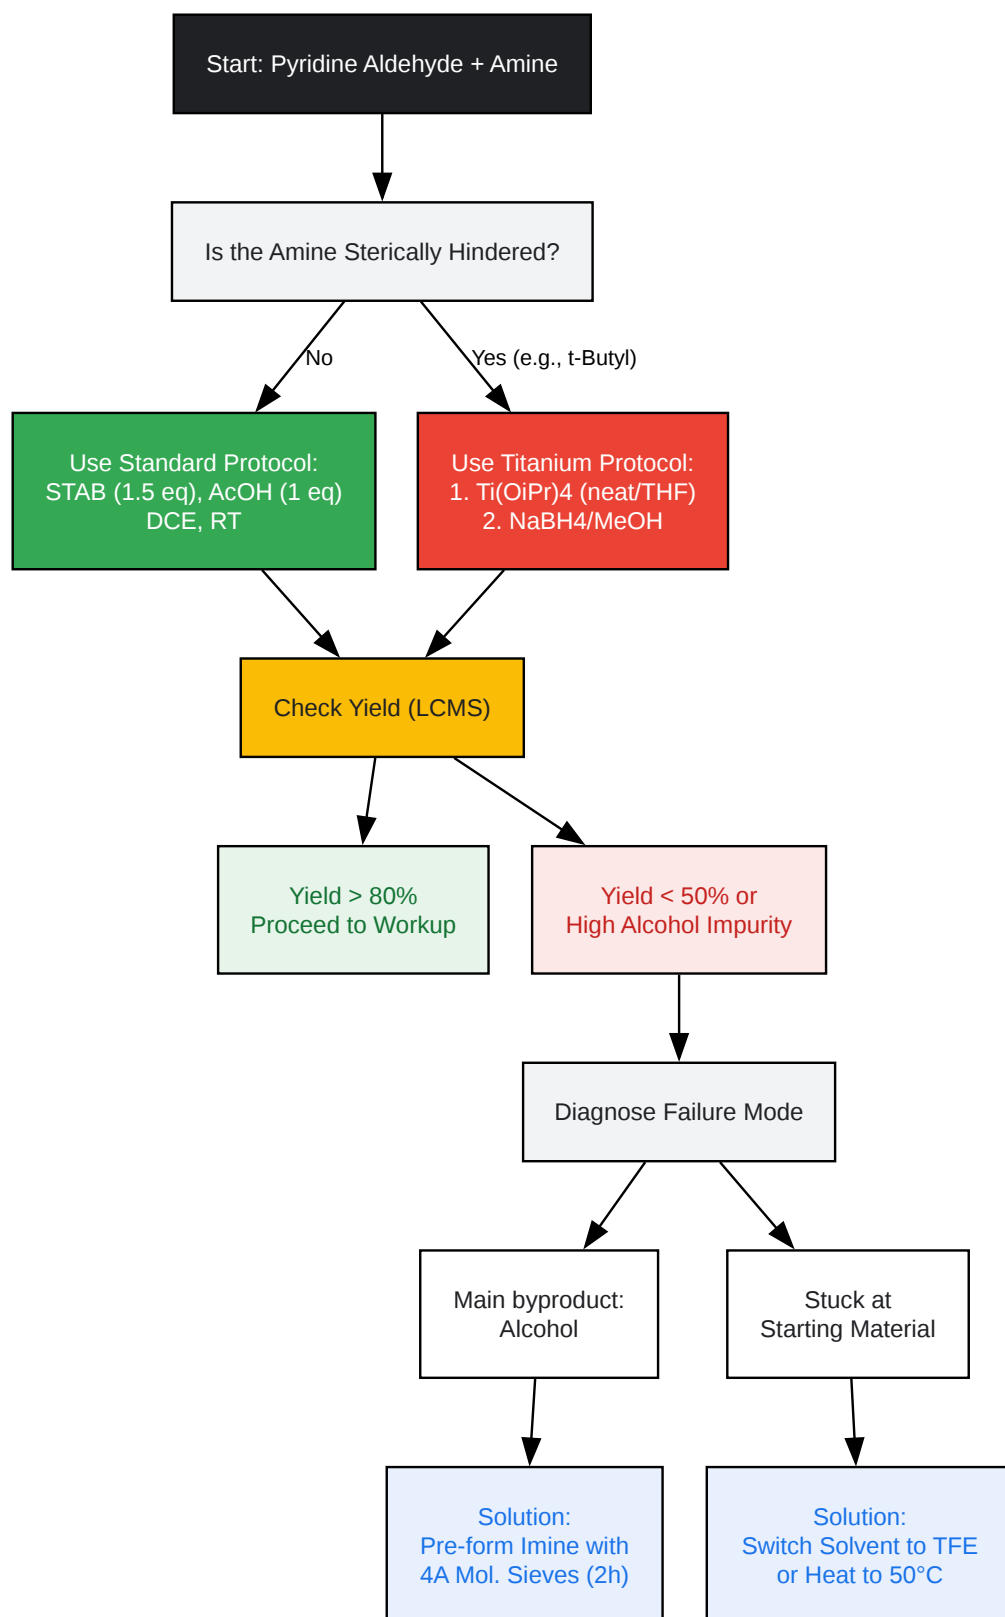 Start: Pyridine Aldehyde + Amine
Is the Amine Sterically Hindered?
No
Yes (e.g., t-Butyl)
Use Standard Protocol:
STAB (1.5 eq), AcOH (1 eq)
DCE, RT
Use Titanium Protocol:
1. Ti(OiPr)4 (neat/THF)
2. NaBH4/MeOH
Check Yield (LCMS)
Yield > 80%
Proceed to Workup
Yield < 50% or
High Alcohol Impurity
Diagnose Failure Mode
Main byproduct:
Alcohol
Stuck at
Starting Material
Solution:
Pre-form Imine with
4A Mol. Sieves (2h)
Solution:
Switch Solvent to TFE
or Heat to 50°C